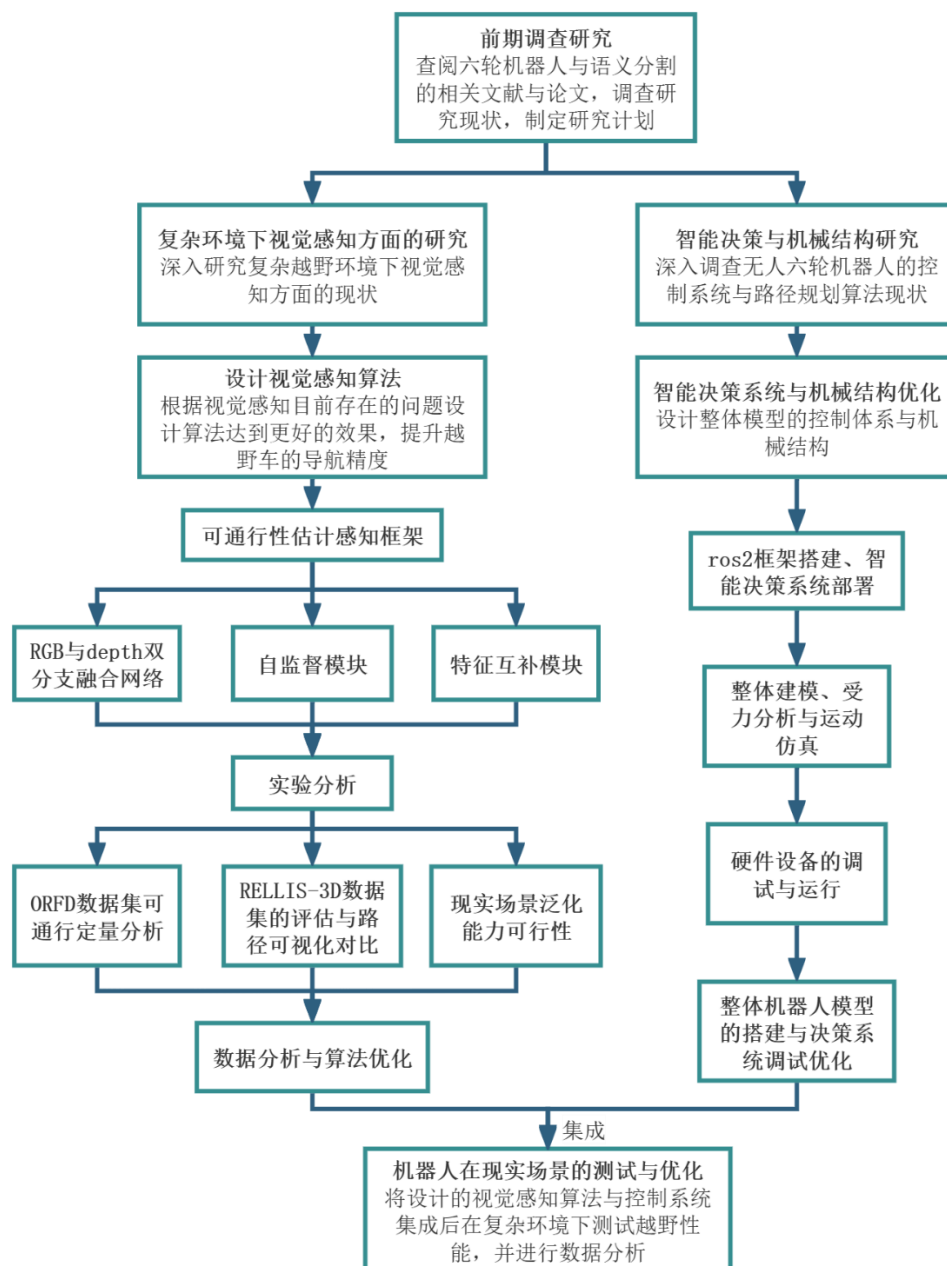 前期调查研究
查阅六轮机器人与语义分割
的相关文献与论文，调查研
究现状，制定研究计划
复杂环境下视觉感知方面的研究
深入研究复杂越野环境下视觉感
知方面的现状
智能决策与机械结构研究
深入调查无人六轮机器人的控
制系统与路径规划算法现状
设计视觉感知算法
根据视觉感知目前存在的问题设
计算法达到更好的效果，提升越
野车的导航精度
智能决策系统与机械结构优化
设计整体模型的控制体系与机
械结构
可通行性估计感知框架
ros2框架搭建、智
能决策系统部署
RGB与depth双
分支融合网络
自监督模块
特征互补模块
整体建模、受
力分析与运动
仿真
实验分析
硬件设备的调
试与运行
ORFD数据集可
通行定量分析
RELLIS-3D数据
集的评估与路
径可视化对比
现实场景泛化
能力可行性
整体机器人模型
的搭建与决策系
统调试优化
数据分析与算法优化
集成
机器人在现实场景的测试与优化
将设计的视觉感知算法与控制系统
集成后在复杂环境下测试越野性
能，并进行数据分析